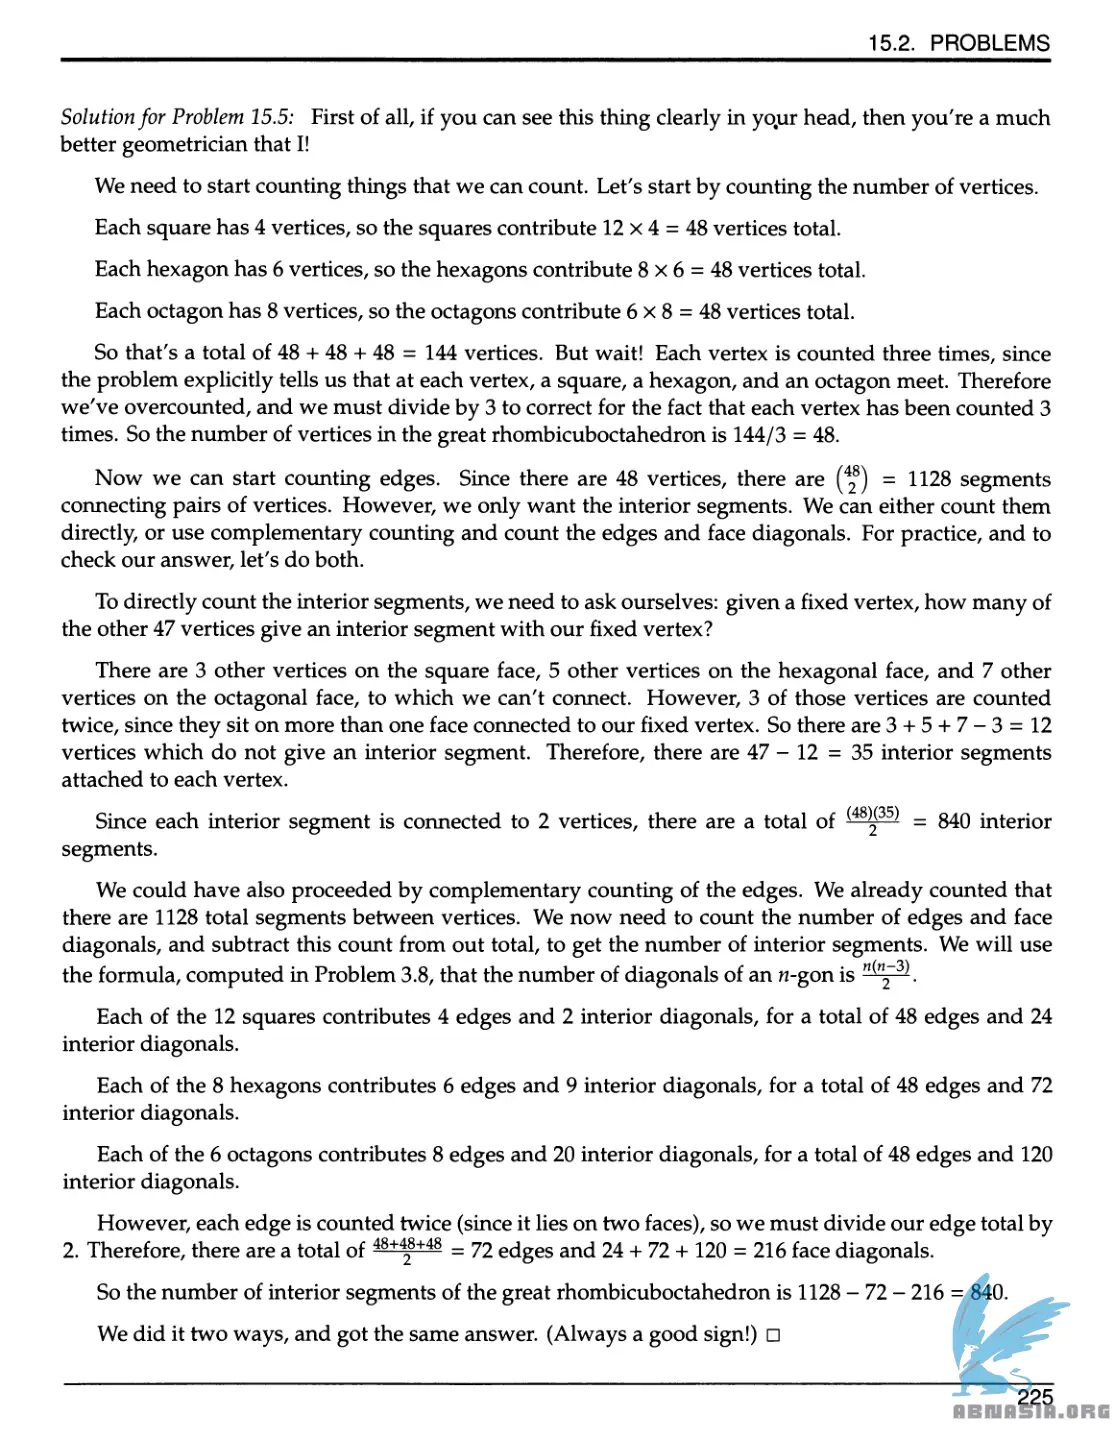 15.2. PROBLEMS
Solution for Problem 15.5: First of all, if you can see this thing clearly in your head, then you're a much
better geometrician that I!
We need to start counting things that we can count. Let's start by counting the number of vertices.
Each square has 4 vertices, so the squares contribute 12 × 4 = 48 vertices total.
Each hexagon has 6 vertices, so the hexagons contribute 8 × 6 = 48 vertices total.
Each octagon has 8 vertices, so the octagons contribute 6 × 8 = 48 vertices total.
So that's a total of 48 + 48 + 48 = 144 vertices. But wait! Each vertex is counted three times, since
the problem explicitly tells us that at each vertex, a square, a hexagon, and an octagon meet. Therefore
we've overcounted, and we must divide by 3 to correct for the fact that each vertex has been counted 3
times. So the number of vertices in the great rhombicuboctahedron is 144/3 = 48.
Now we can start counting edges. Since there are 48 vertices, there are \binom{48}{2} = 1128 segments
connecting pairs of vertices. However, we only want the interior segments. We can either count them
directly, or use complementary counting and count the edges and face diagonals. For practice, and to
check our answer, let's do both.
To directly count the interior segments, we need to ask ourselves: given a fixed vertex, how many of
the other 47 vertices give an interior segment with our fixed vertex?
There are 3 other vertices on the square face, 5 other vertices on the hexagonal face, and 7 other
vertices on the octagonal face, to which we can't connect. However, 3 of those vertices are counted
twice, since they sit on more than one face connected to our fixed vertex. So there are 3 + 5 + 7 − 3 = 12
vertices which do not give an interior segment. Therefore, there are 47 − 12 = 35 interior segments
attached to each vertex.
Since each interior segment is connected to 2 vertices, there are a total of \frac{(48)(35)}{2} = 840 interior
segments.
We could have also proceeded by complementary counting of the edges. We already counted that
there are 1128 total segments between vertices. We now need to count the number of edges and face
diagonals, and subtract this count from out total, to get the number of interior segments. We will use
the formula, computed in Problem 3.8, that the number of diagonals of an n-gon is \frac{n(n−3)}{2}.
Each of the 12 squares contributes 4 edges and 2 interior diagonals, for a total of 48 edges and 24
interior diagonals.
Each of the 8 hexagons contributes 6 edges and 9 interior diagonals, for a total of 48 edges and 72
interior diagonals.
Each of the 6 octagons contributes 8 edges and 20 interior diagonals, for a total of 48 edges and 120
interior diagonals.
However, each edge is counted twice (since it lies on two faces), so we must divide our edge total by
2. Therefore, there are a total of \frac{48+48+48}{2} = 72 edges and 24 + 72 + 120 = 216 face diagonals.
So the number of interior segments of the great rhombicuboctahedron is 1128 − 72 − 216 = 840.
We did it two ways, and got the same answer. (Always a good sign!) □
225
ABNASIA.ORG